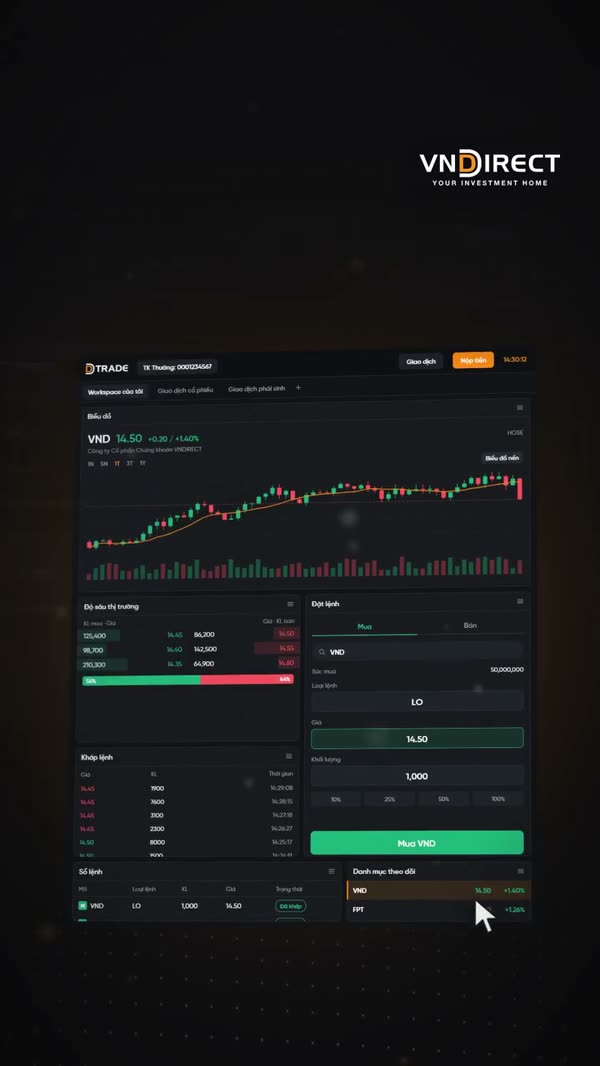 VNDIRECT
YOUR INVESTMENT HOME
DTRADE TK Thường: 0001234567 Giao dịch Nộp tiền 14:30:12
Workspace của tôi Giao dịch cổ phiếu Giao dịch phái sinh +
Biểu đồ
VND 14.50 +0.20 / +1.40% HOSE
Công ty Cổ phần Chứng khoán VNDIRECT
1N 5N 1T 3T 1Y Biểu đồ nến
Độ sâu thị trường
KL mua · Giá Giá · KL bán
125,400 14.45 86,200 14.50
98,700 14.40 142,500 14.55
210,300 14.35 64,900 14.60
56% 44%
Đặt lệnh
Mua Bán
VND
Sức mua 50,000,000
Loại lệnh
LO
Giá
14.50
Khối lượng
1,000
10% 25% 50% 100%
Mua VND
Khớp lệnh
Giá KL Thời gian
14.45 1900 14:29:08
14.45 7600 14:28:15
14.45 3100 14:27:18
14.45 2300 14:26:27
14.50 8000 14:25:17
14.50 1500
Sổ lệnh
Mã Loại lệnh KL Giá Trạng thái
M VND LO 1,000 14.50 Đã khớp
Danh mục theo dõi
VND 14.50 +1.40%
FPT +1.26%